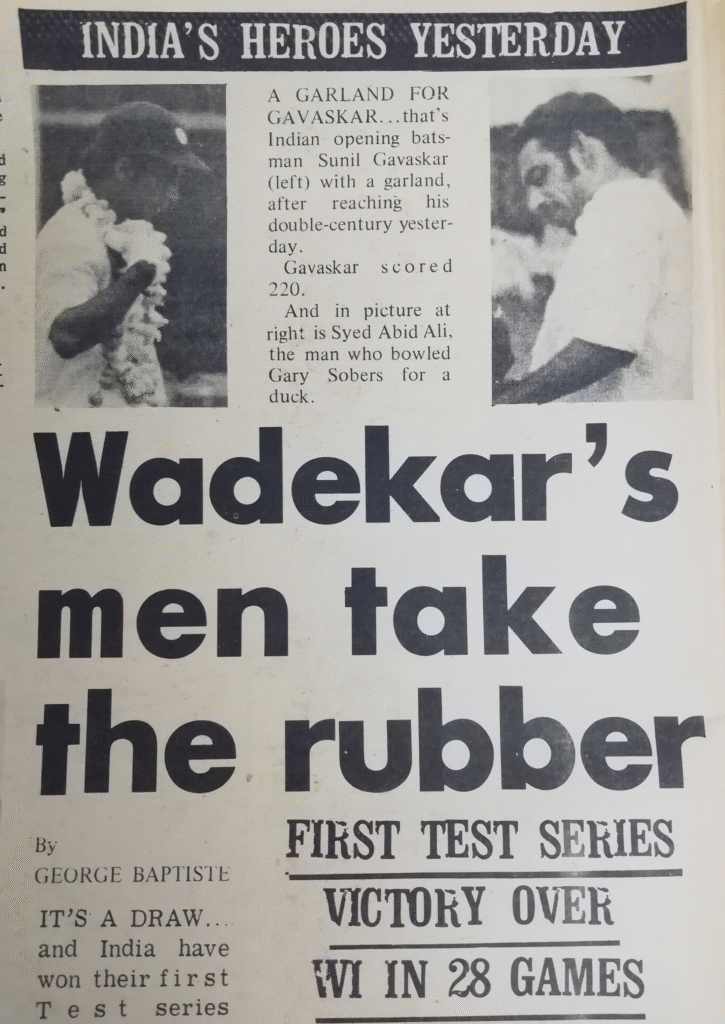 INDIA'S HEROES YESTERDAY
A GARLAND FOR
GAVASKAR...that's
Indian opening bats-
man Sunil Gavaskar
(left) with a garland,
after reaching his
double-century yester-
day.
Gavaskar scored
220.
And in picture at
right is Syed Abid Ali,
the man who bowled
Gary Sobers for a
duck.
Wadekar's
men take
the rubber
By
GEORGE BAPTISTE
IT'S A DRAW...
and India have
won their first
Test series
FIRST TEST SERIES
VICTORY OVER
WI IN 28 GAMES